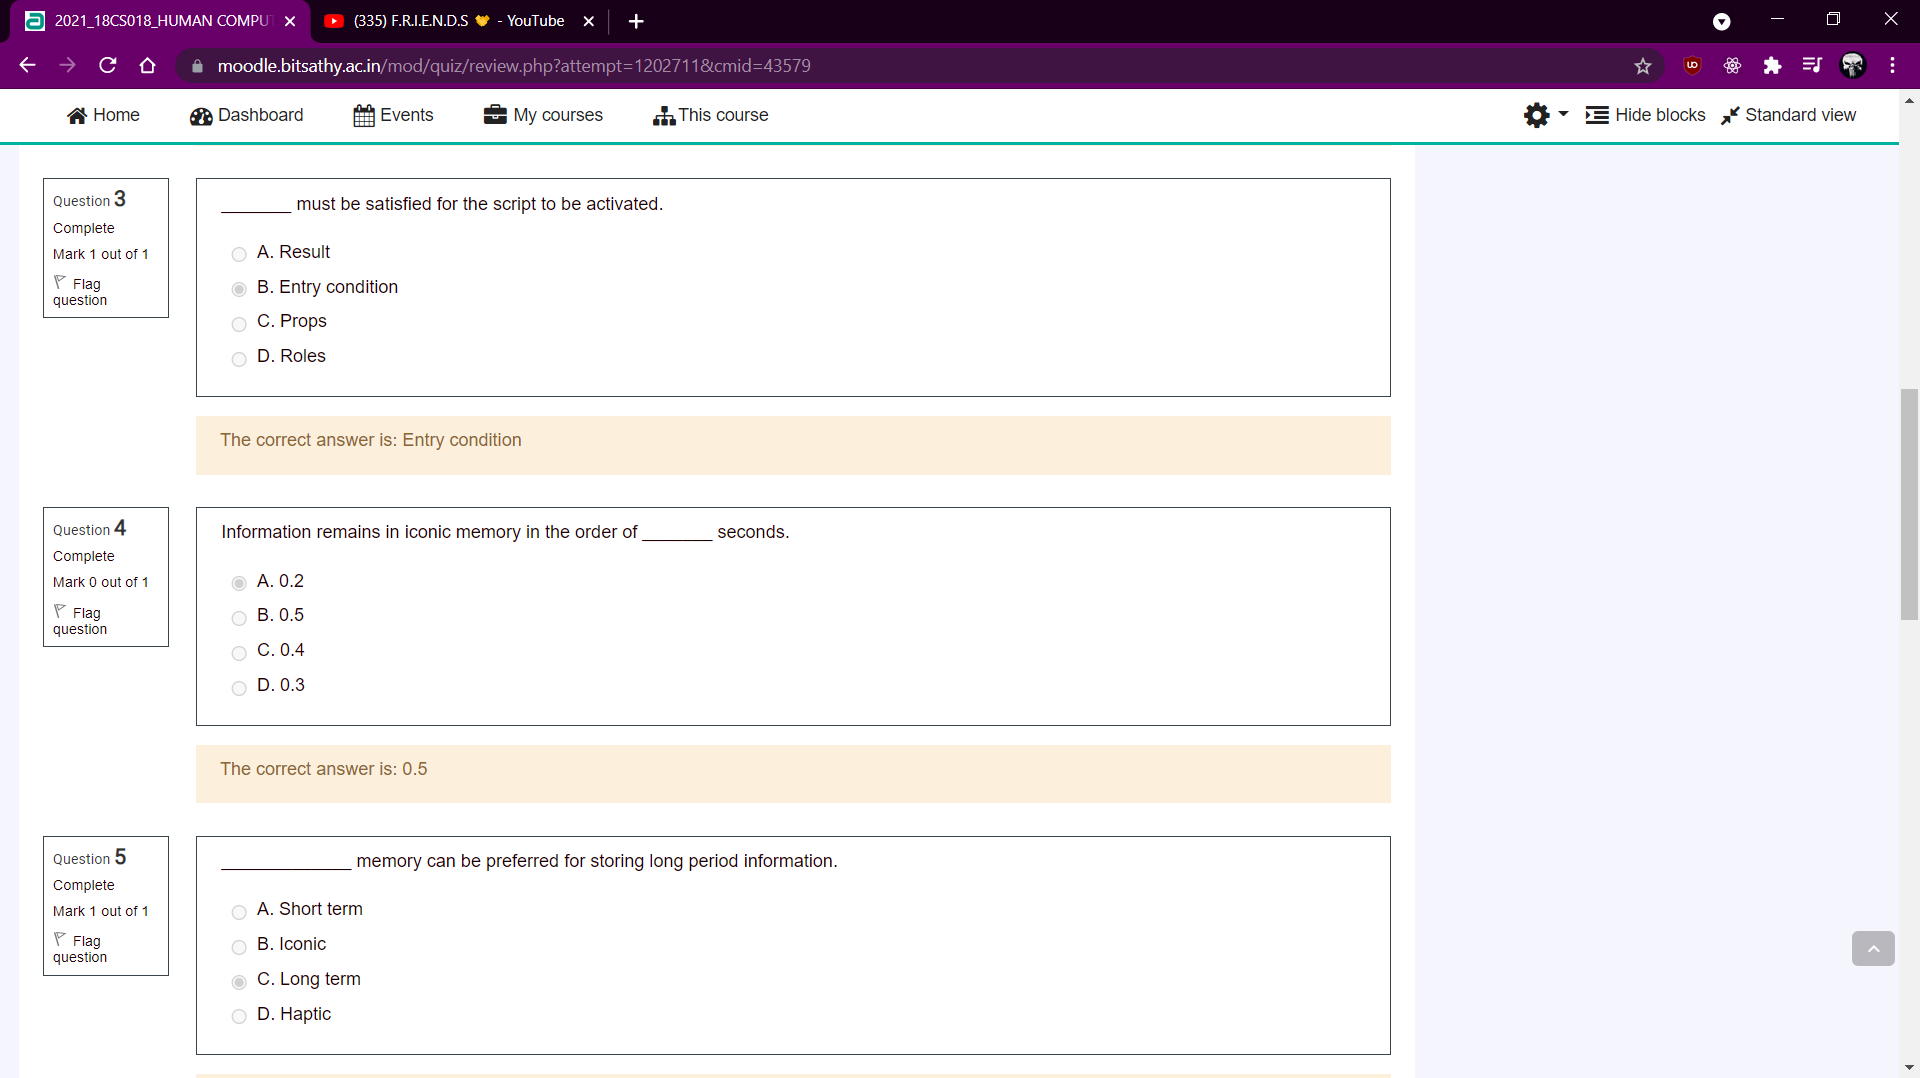 2021_18CS018_HUMAN COMPU
(335) F.R.I.E.N.D.S 💛 - YouTube
moodle.bitsathy.ac.in/mod/quiz/review.php?attempt=1202711&cmid=43579
Home
Dashboard
Events
My courses
This course
Hide blocks
Standard view
Question 3
Complete
Mark 1 out of 1
Flag
question
_______ must be satisfied for the script to be activated.
A. Result
B. Entry condition
C. Props
D. Roles
The correct answer is: Entry condition
Question 4
Complete
Mark 0 out of 1
Flag
question
Information remains in iconic memory in the order of _______ seconds.
A. 0.2
B. 0.5
C. 0.4
D. 0.3
The correct answer is: 0.5
Question 5
Complete
Mark 1 out of 1
Flag
question
_____________ memory can be preferred for storing long period information.
A. Short term
B. Iconic
C. Long term
D. Haptic